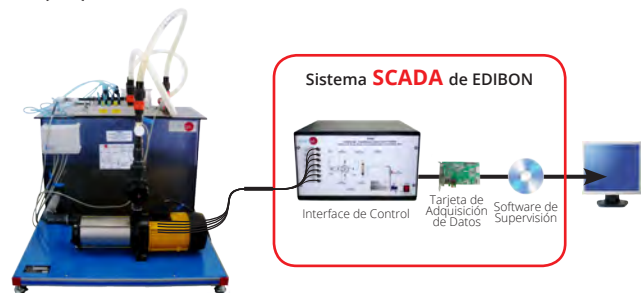 Sistema SCADA de EDIBON
Interface de Control
Tarjeta de
Adquisición
de Datos
Software de
Supervisión